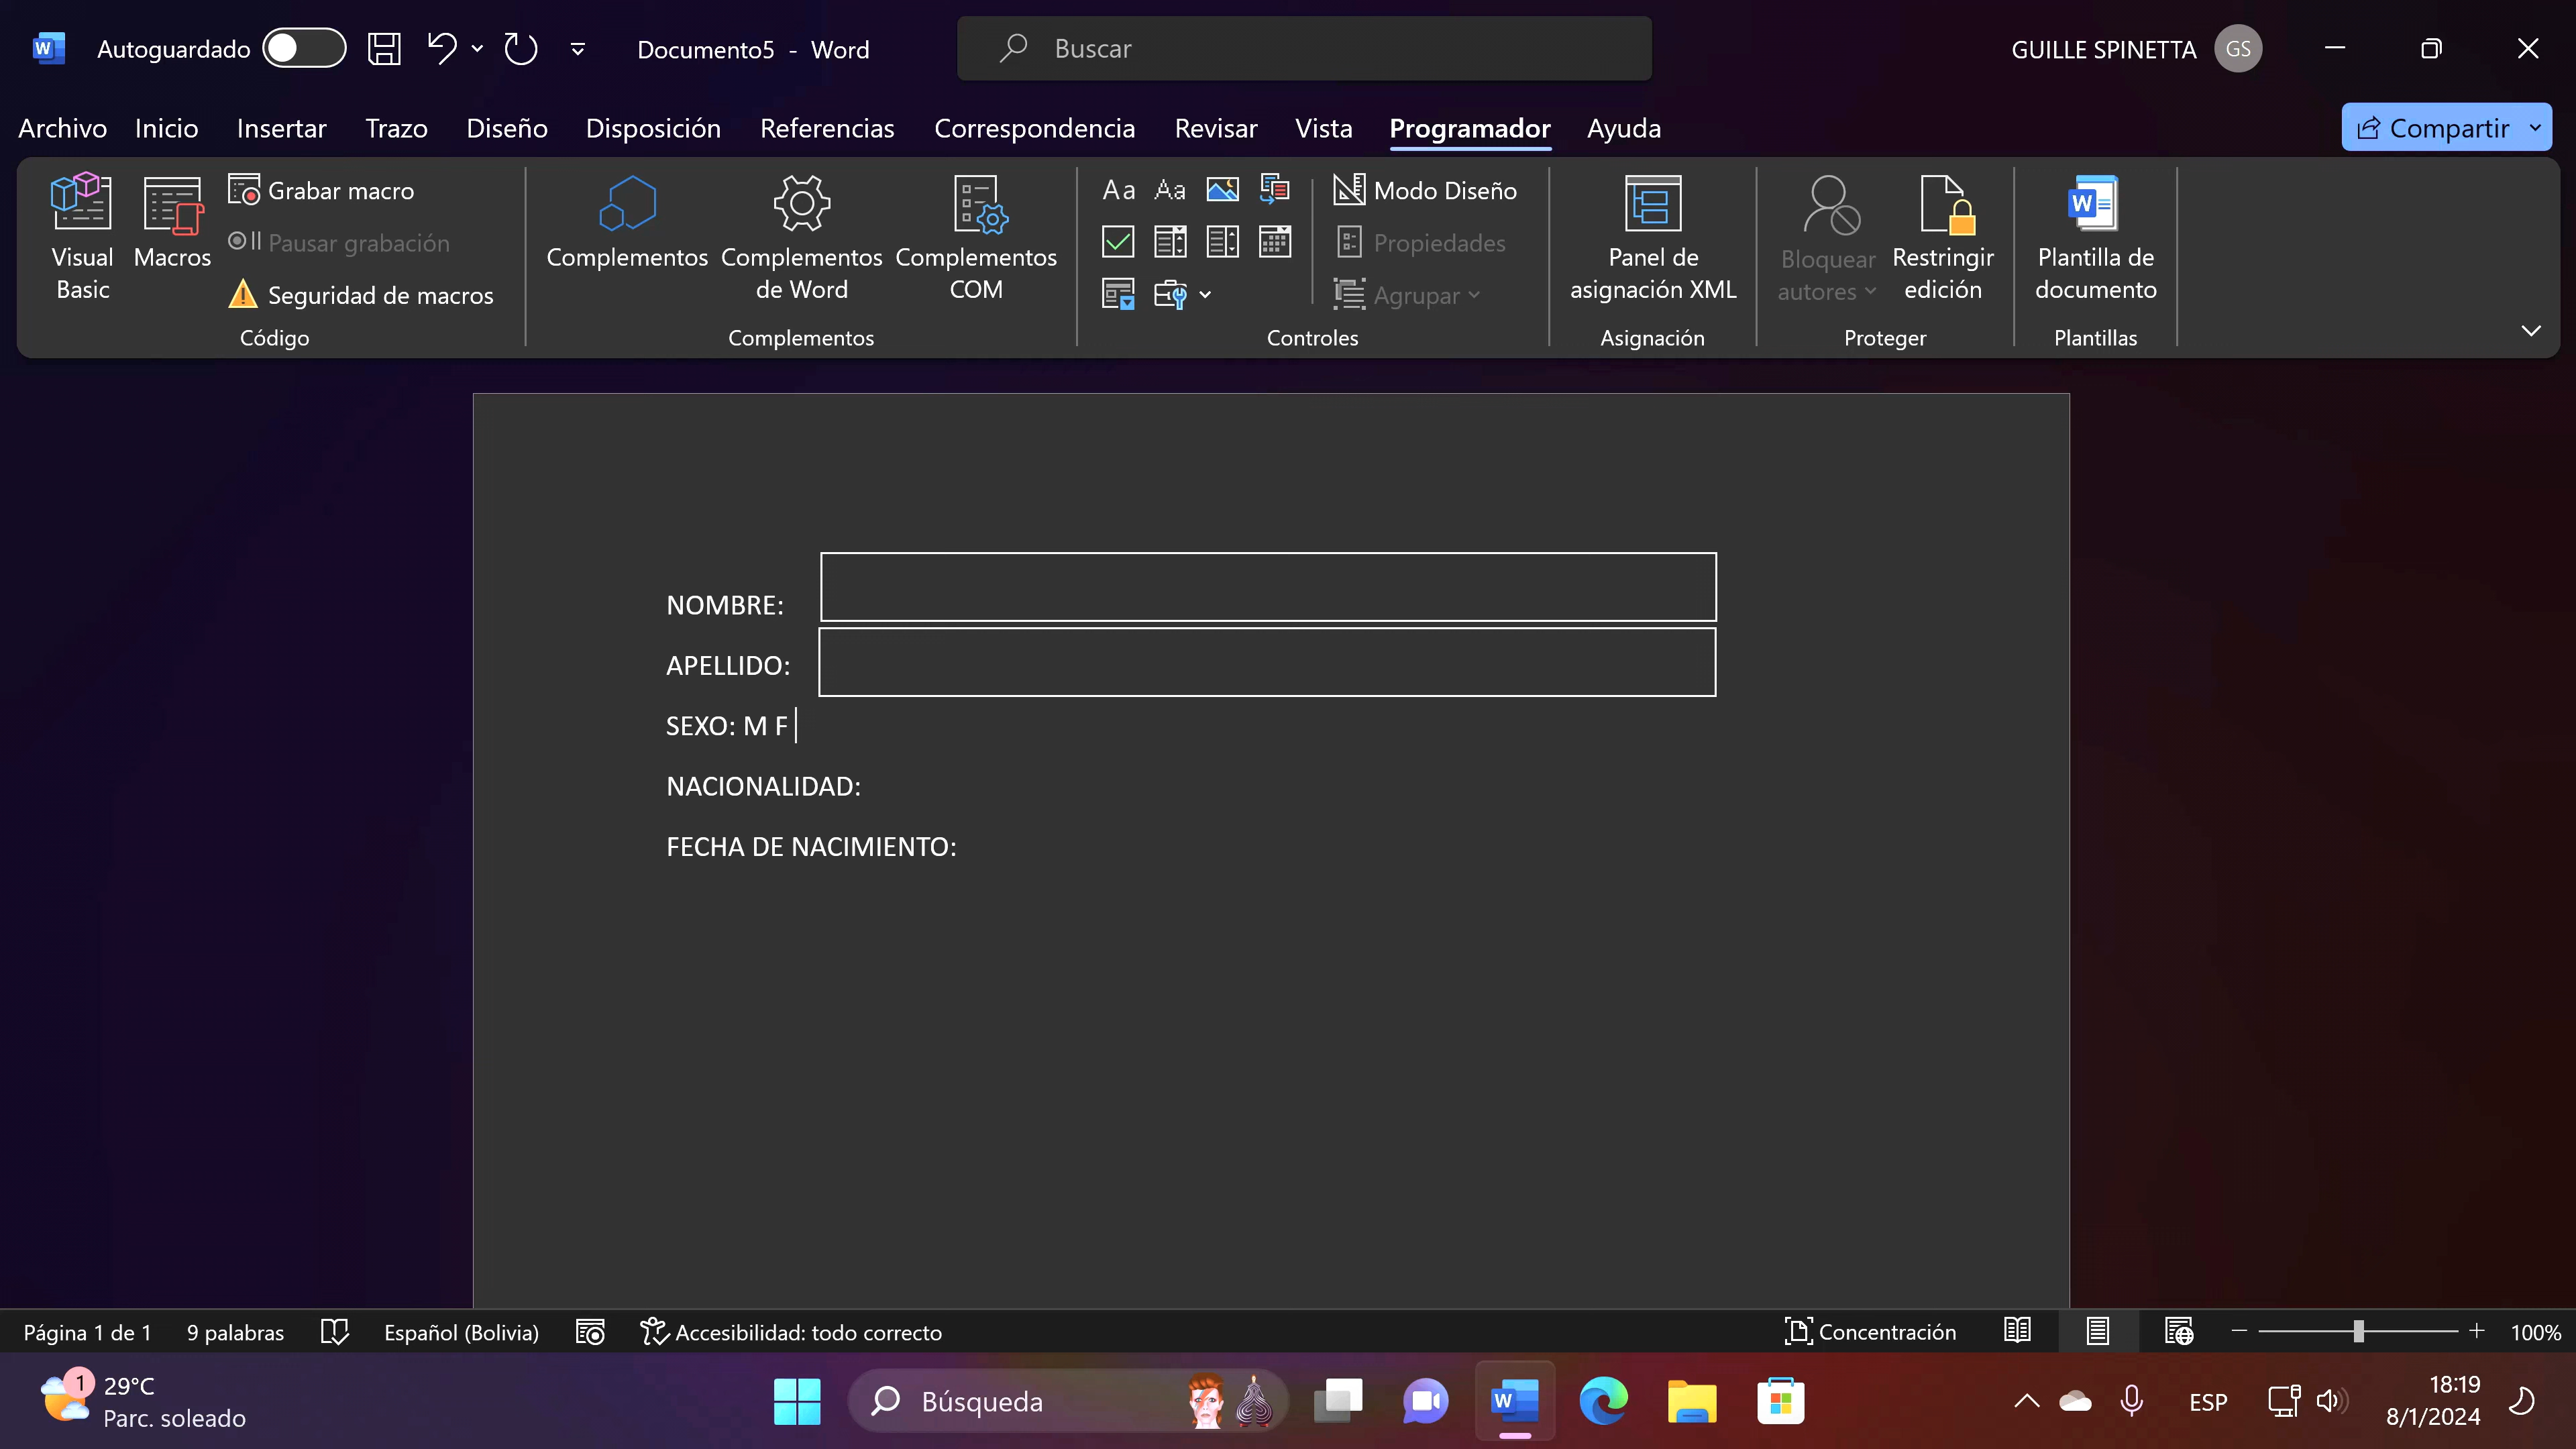 Autoguardado
Documento5 - Word
Buscar
GUILLE SPINETTA
GS
Archivo Inicio Insertar Trazo Diseño Disposición Referencias Correspondencia Revisar Vista Programador Ayuda
Compartir
Visual Basic
Macros
Grabar macro
Pausar grabación
Seguridad de macros
Código
Complementos
Complementos de Word
Complementos COM
Complementos
Aa Aa
Modo Diseño
Propiedades
Agrupar
Controles
Panel de asignación XML
Asignación
Bloquear autores
Restringir edición
Proteger
Plantilla de documento
Plantillas
NOMBRE:
APELLIDO:
SEXO: M F
NACIONALIDAD:
FECHA DE NACIMIENTO:
Página 1 de 1
9 palabras
Español (Bolivia)
Accesibilidad: todo correcto
Concentración
100%
1
29°C
Parc. soleado
Búsqueda
ESP
18:19
8/1/2024